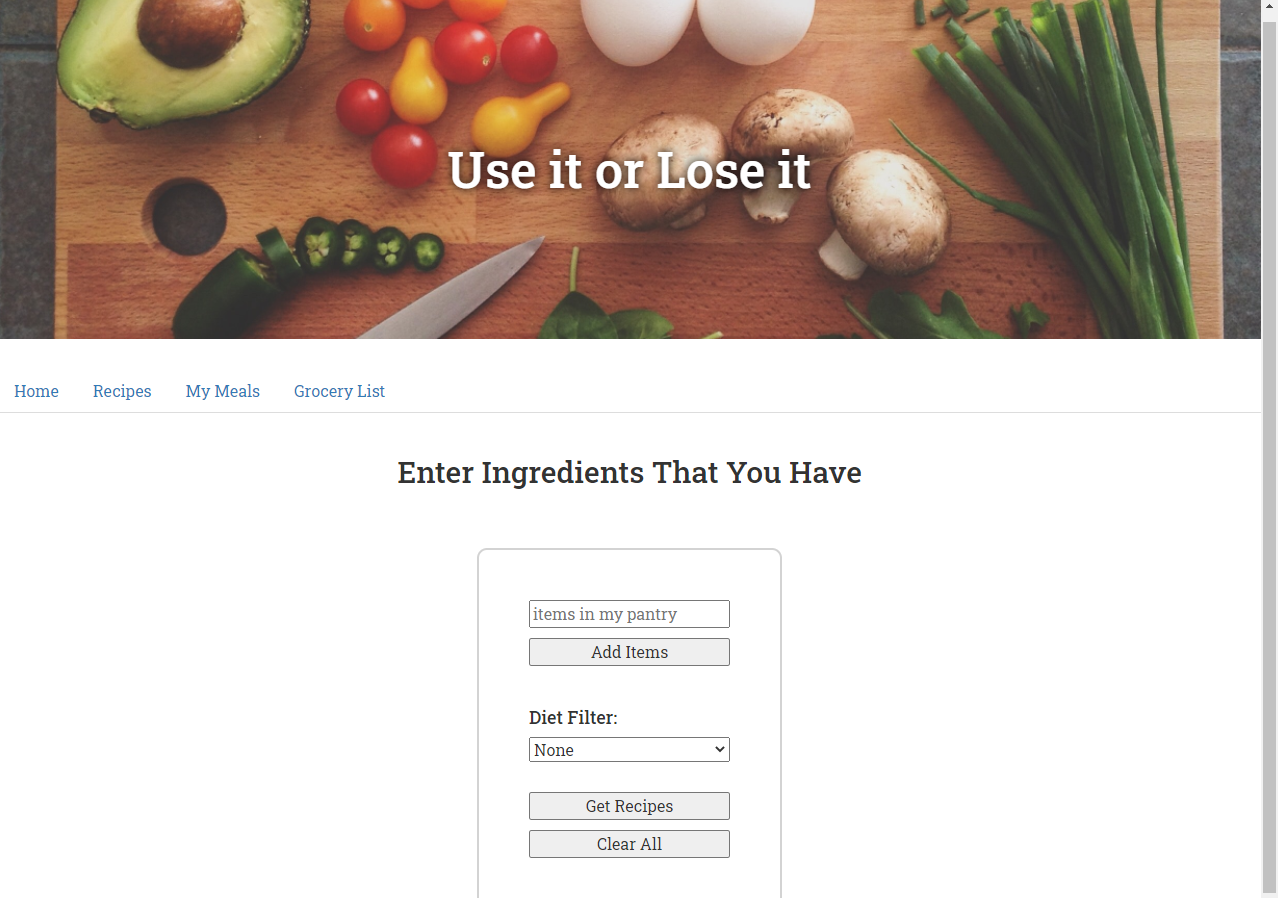 Use it or Lose it
Home Recipes My Meals Grocery List
Enter Ingredients That You Have
items in my pantry
Add Items
Diet Filter:
None
Get Recipes
Clear All